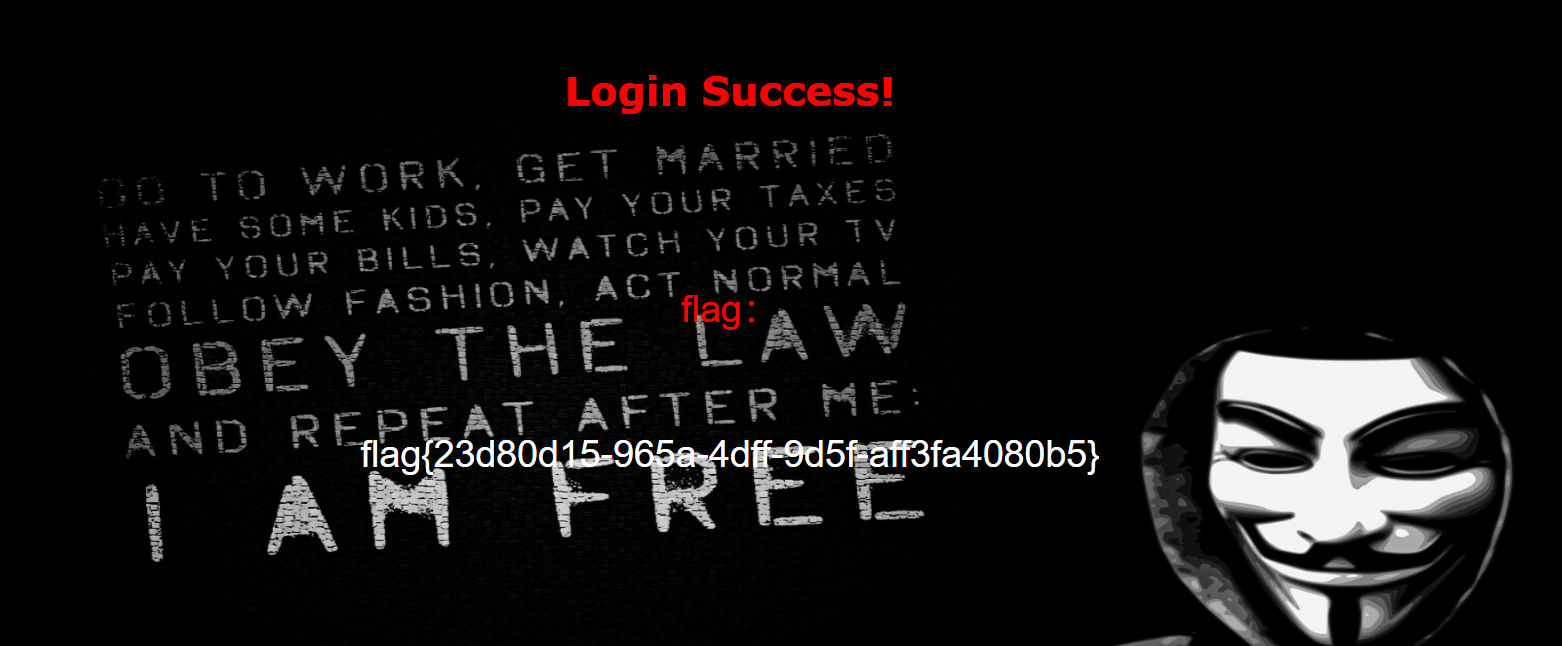 Login Success!
GO TO WORK, GET MARRIED
HAVE SOME KIDS, PAY YOUR TAXES
PAY YOUR BILLS, WATCH YOUR TV
FOLLOW FASHION, ACT NORMAL
flag:
OBEY THE LAW
AND REPEAT AFTER ME:
flag{23d80d15-965a-4dff-9d5f-aff3fa4080b5}
I AM FREE